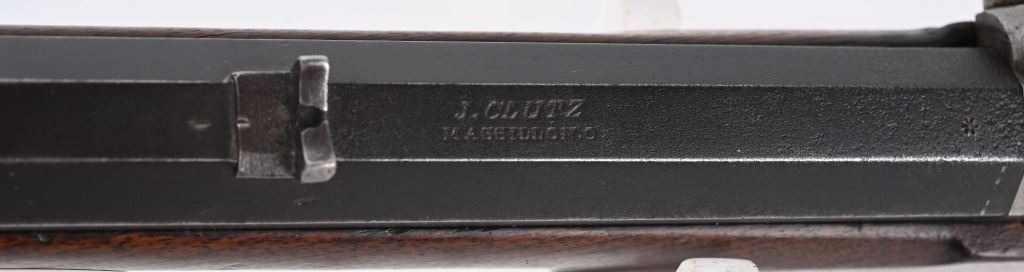 J. CLUTZ
MASSILLON. O